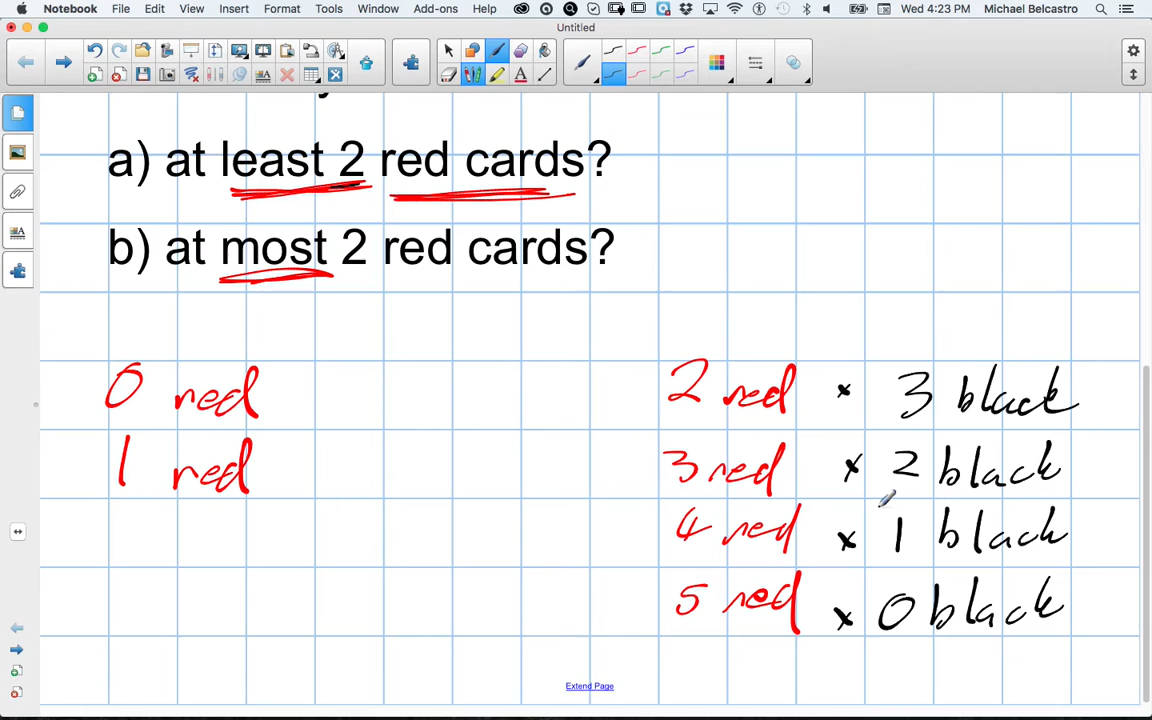 Notebook File Edit View Insert Format Tools Window Add-ons Help Wed 4:23 PM Michael Belcastro
Untitled
a) at least 2 red cards?
b) at most 2 red cards?
0 red 2 red × 3 black
1 red 3 red × 2 black
4 red × 1 black
5 red × 0 black
Extend Page